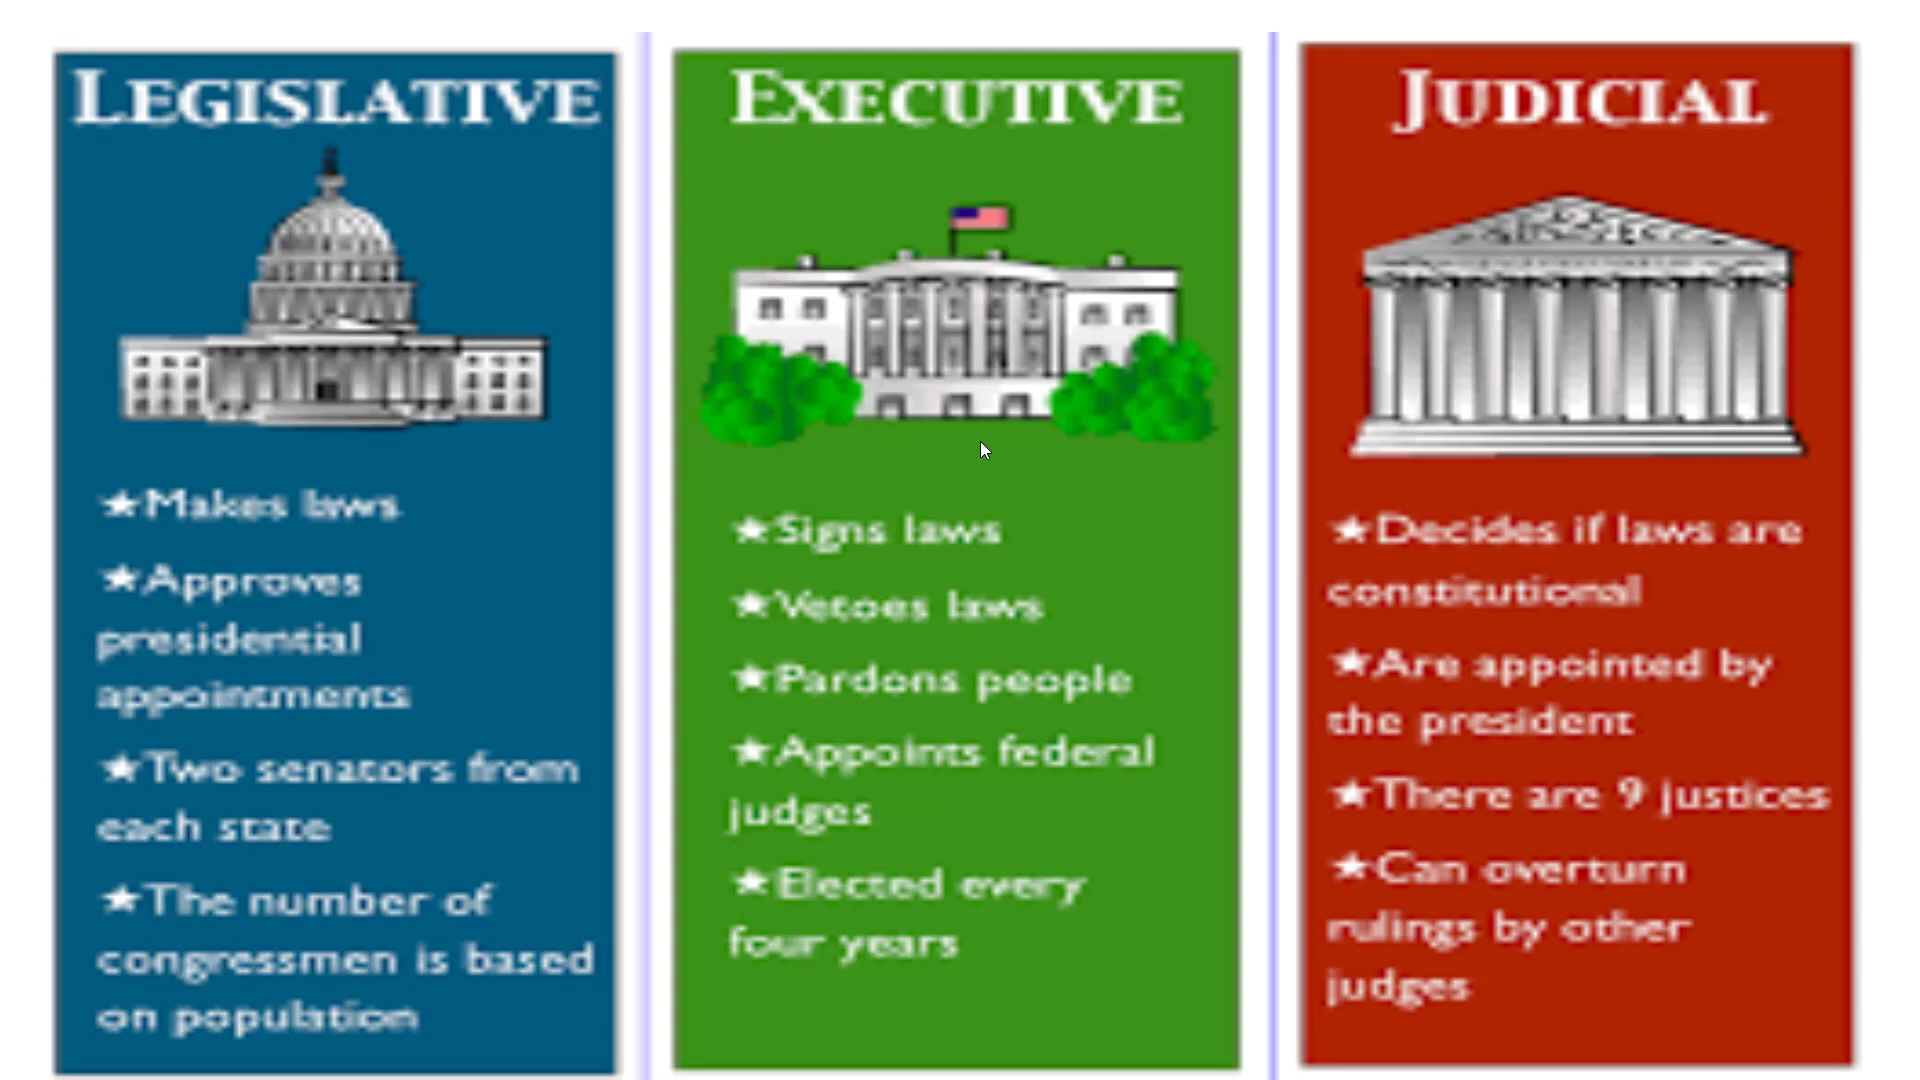 LEGISLATIVE
★Makes laws
★Approves
presidential
appointments
★Two senators from
each state
★The number of
congressmen is based
on population
EXECUTIVE
★Signs laws
★Vetoes laws
★Pardons people
★Appoints federal
judges
★Elected every
four years
JUDICIAL
★Decides if laws are
constitutional
★Are appointed by
the president
★There are 9 justices
★Can overturn
rulings by other
judges